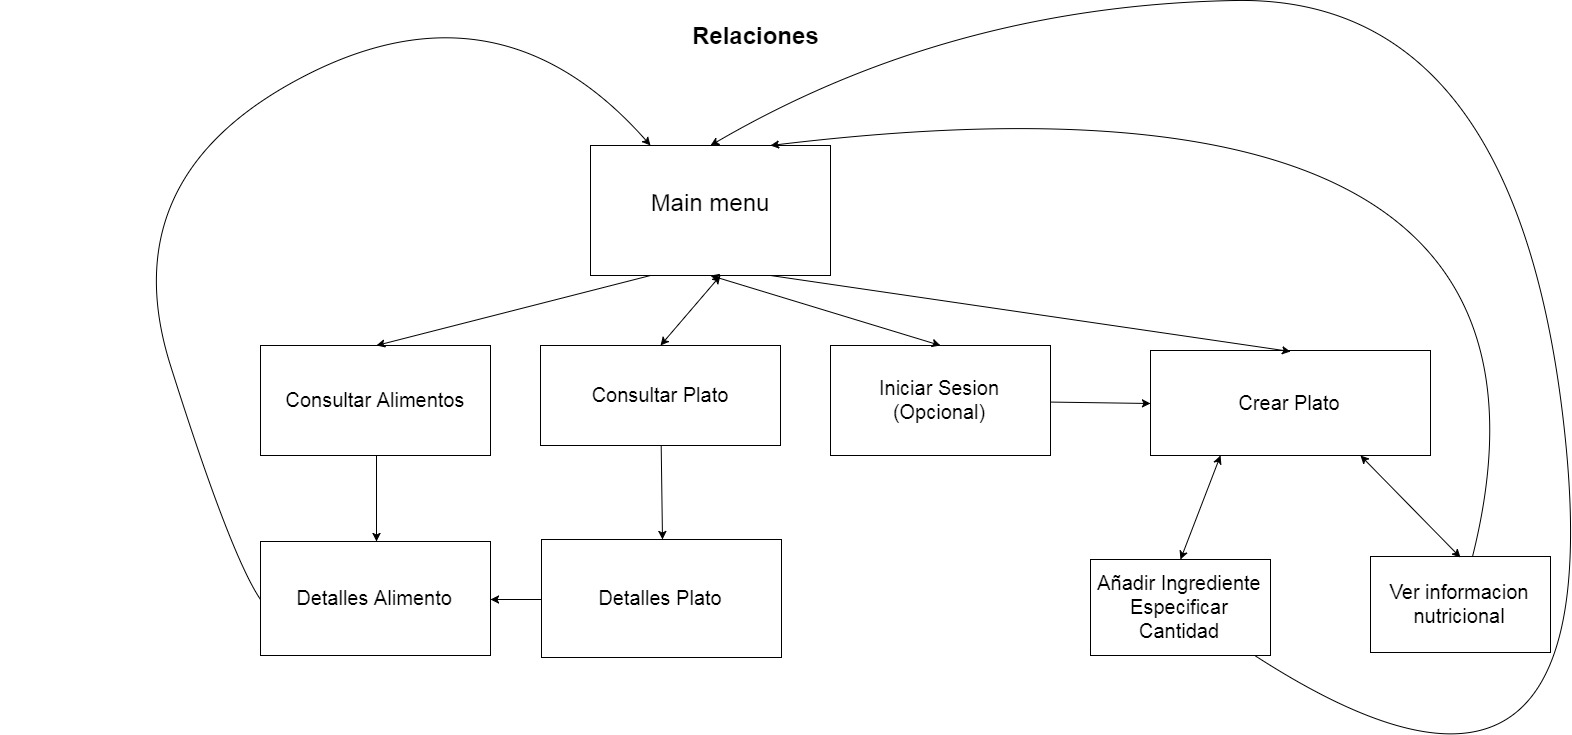 Relaciones
Main menu
Consultar Alimentos
Consultar Plato
Iniciar Sesion
(Opcional)
Crear Plato
Detalles Alimento
Detalles Plato
Añadir Ingrediente
Especificar
Cantidad
Ver informacion
nutricional